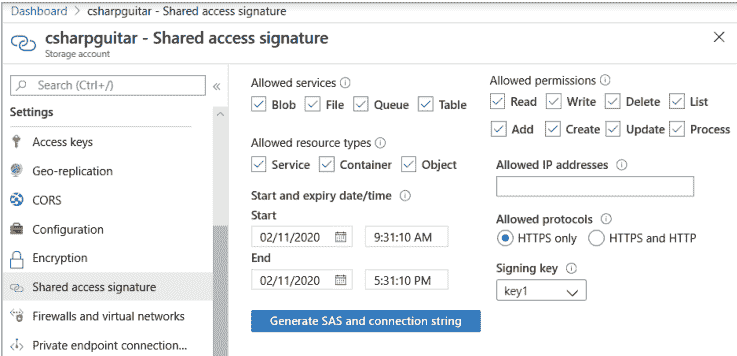 Dashboard > csharpguitar - Shared access signature
csharpguitar - Shared access signature
Storage account
Search (Ctrl+/)
Settings
Access keys
Geo-replication
CORS
Configuration
Encryption
Shared access signature
Firewalls and virtual networks
Private endpoint connection...
Allowed services
Blob File Queue Table
Allowed resource types
Service Container Object
Start and expiry date/time
Start
02/11/2020 9:31:10 AM
End
02/11/2020 5:31:10 PM
Generate SAS and connection string
Allowed permissions
Read Write Delete List
Add Create Update Process
Allowed IP addresses
Allowed protocols
HTTPS only HTTPS and HTTP
Signing key
key1